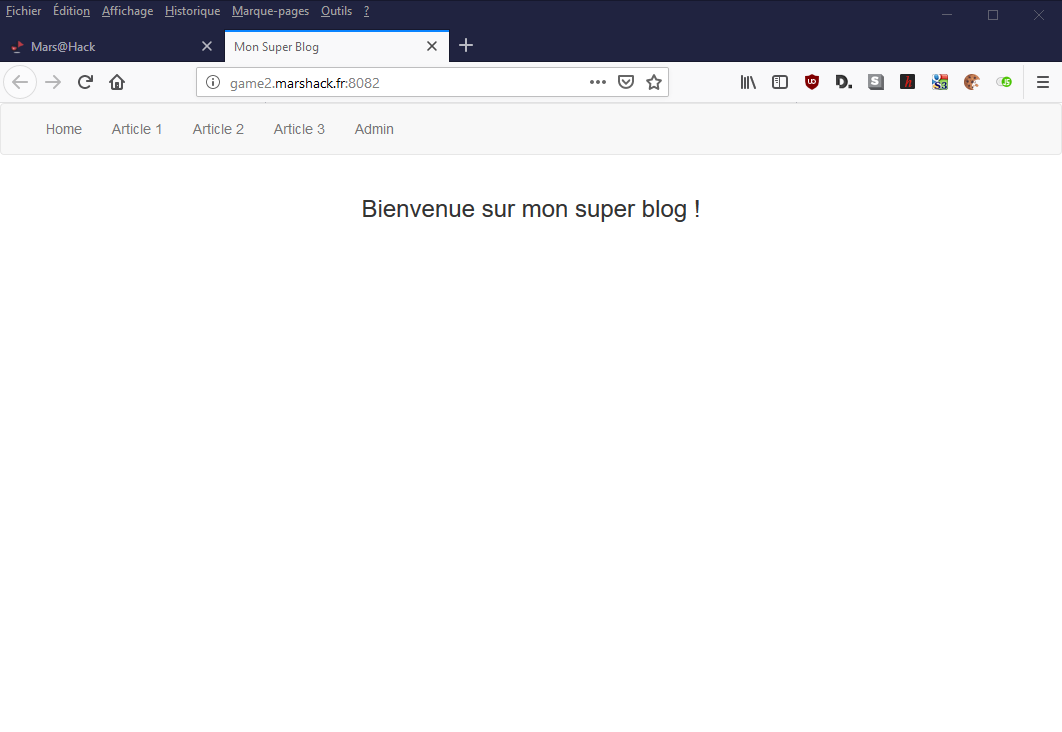 Fichier Édition Affichage Historique Marque-pages Outils ?
Mars@Hack Mon Super Blog
game2.marshack.fr:8082
Home Article 1 Article 2 Article 3 Admin
Bienvenue sur mon super blog !